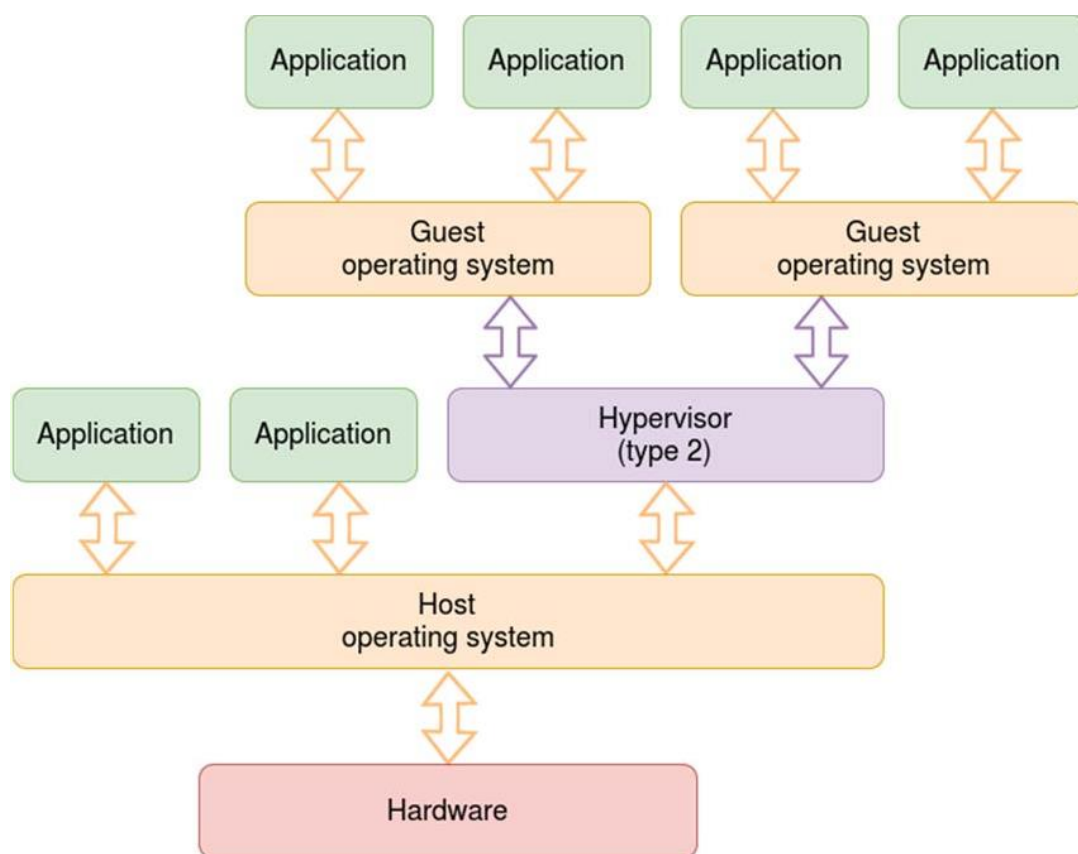 Application
Application
Application
Application
Guest
operating system
Guest
operating system
Application
Application
Hypervisor
(type 2)
Host
operating system
Hardware